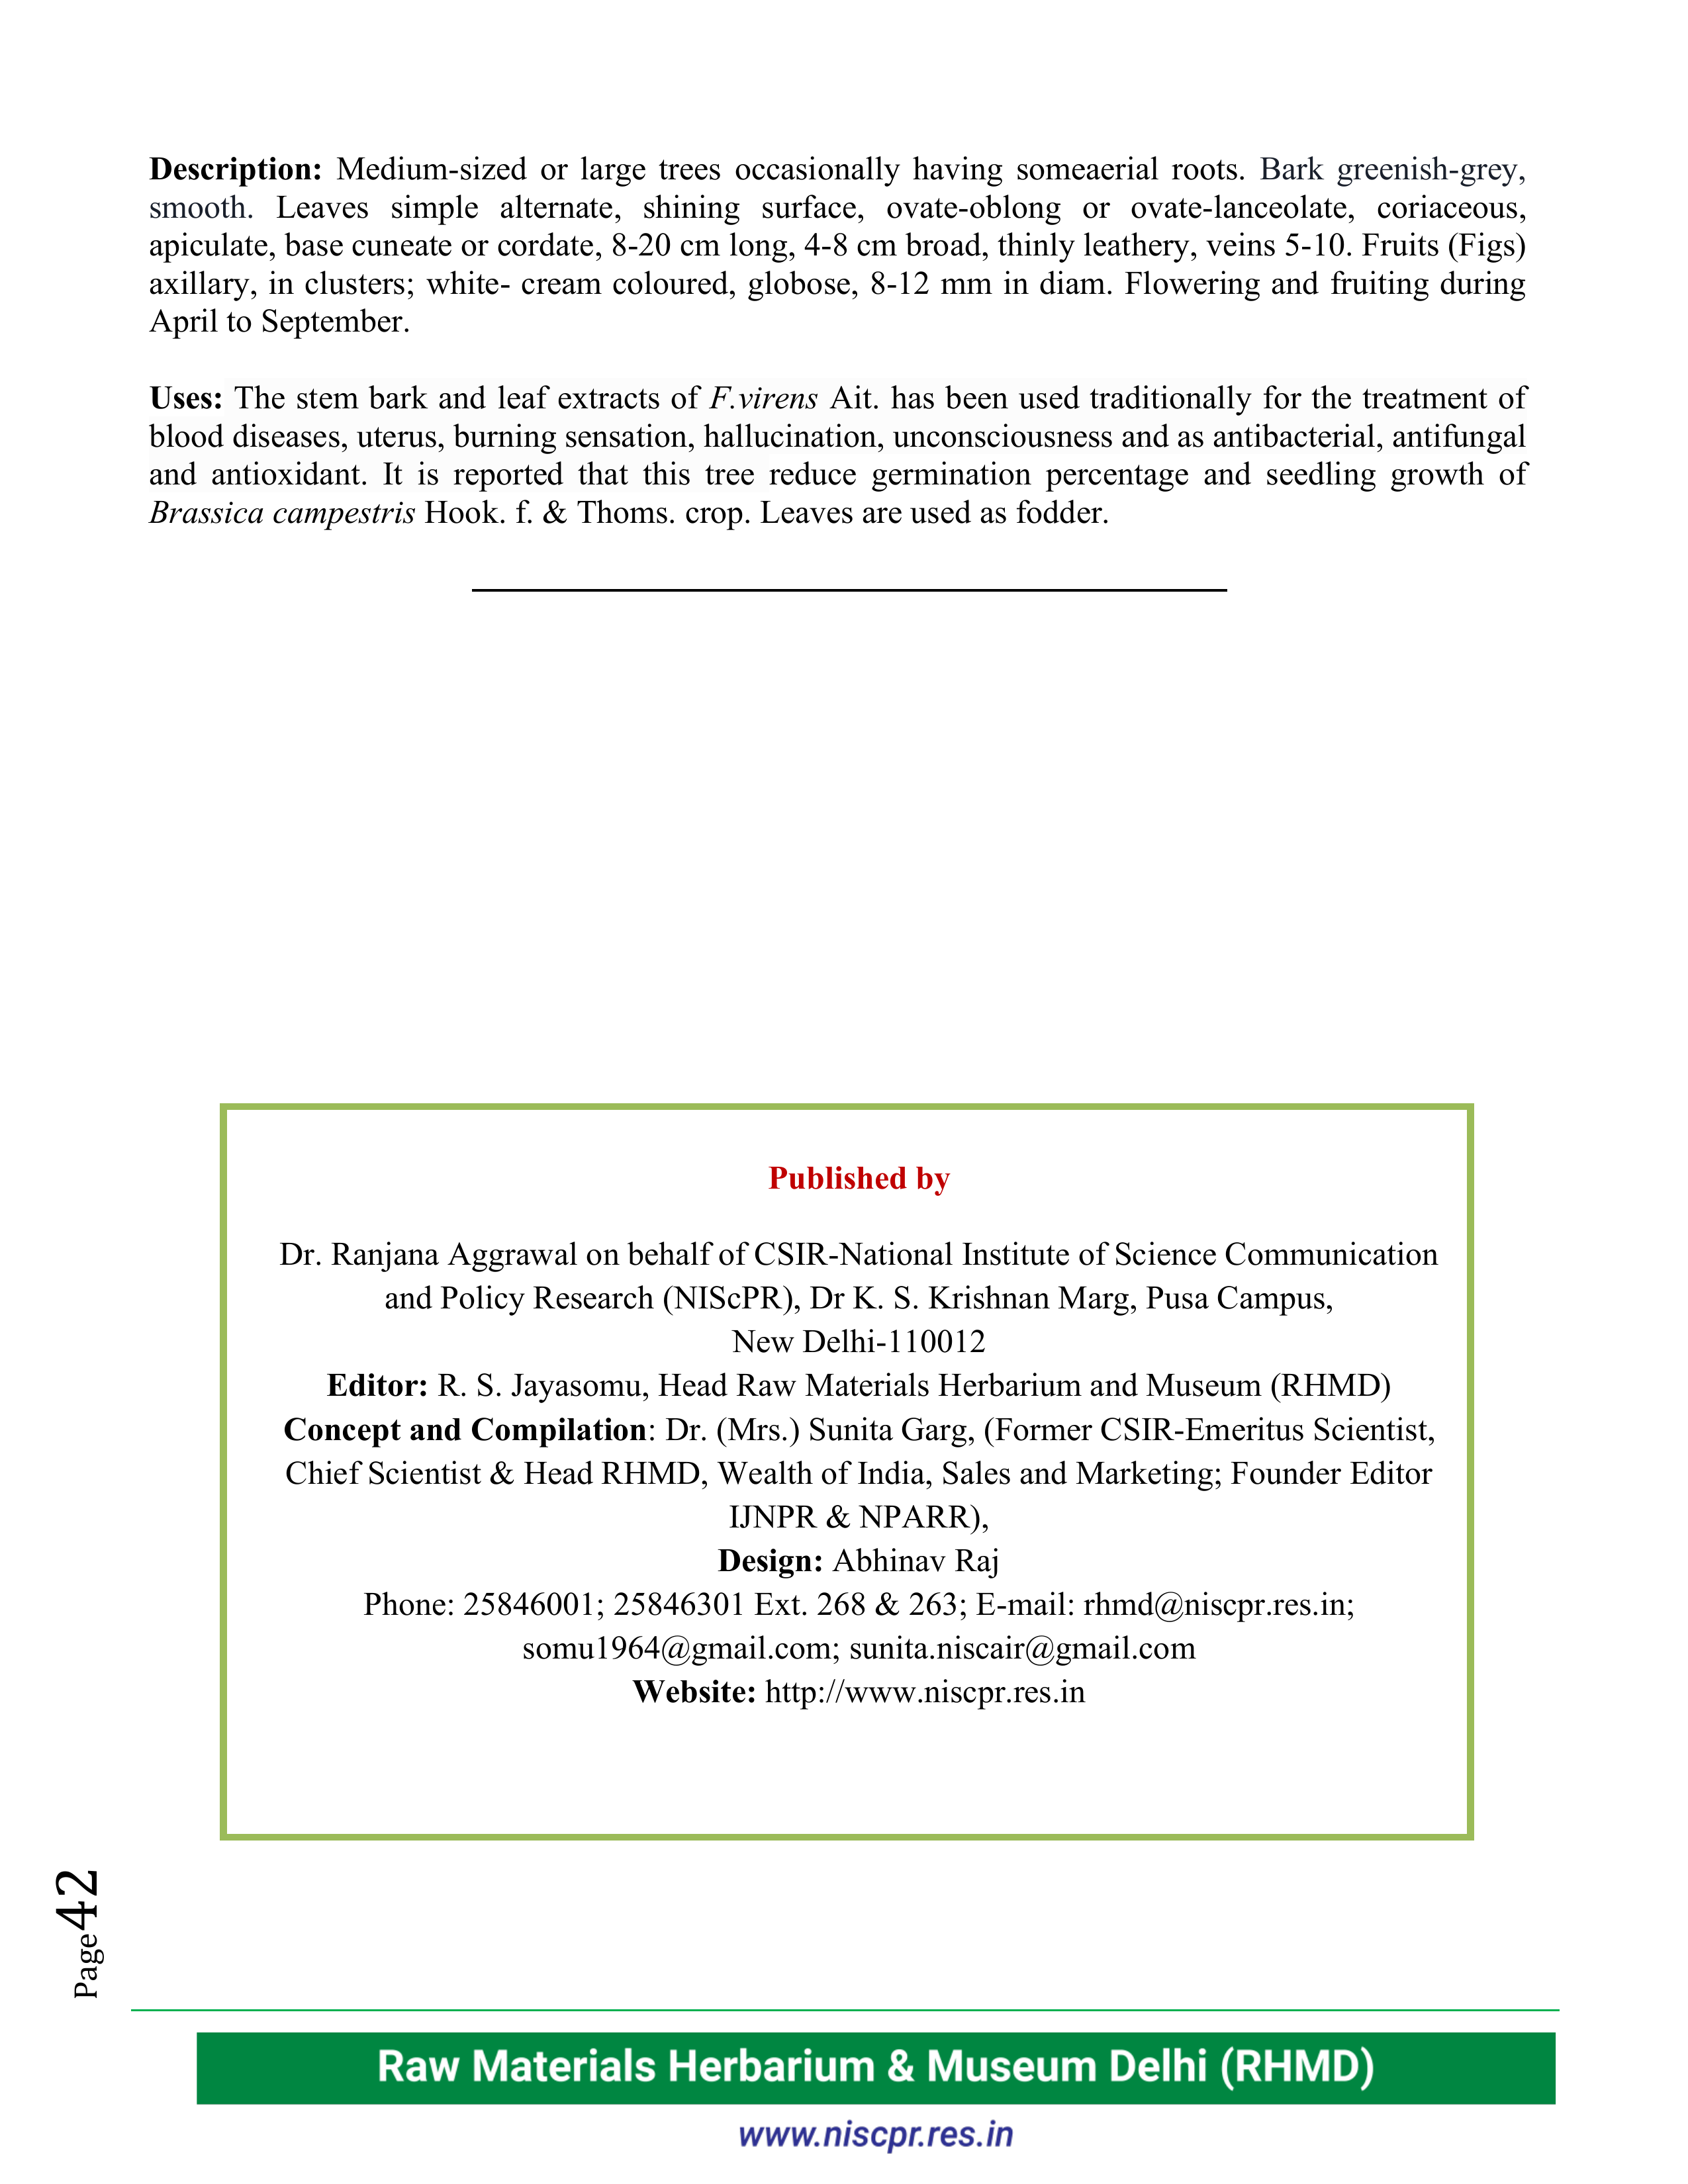 Description: Medium-sized or large trees occasionally having someaerial roots. Bark greenish-grey,
smooth. Leaves simple alternate, shining surface, ovate-oblong or ovate-lanceolate, coriaceous,
apiculate, base cuneate or cordate, 8-20 cm long, 4-8 cm broad, thinly leathery, veins 5-10. Fruits (Figs)
axillary, in clusters; white- cream coloured, globose, 8-12 mm in diam. Flowering and fruiting during
April to September.
Uses: The stem bark and leaf extracts of F.virens Ait. has been used traditionally for the treatment of
blood diseases, uterus, burning sensation, hallucination, unconsciousness and as antibacterial, antifungal
and antioxidant. It is reported that this tree reduce germination percentage and seedling growth of
Brassica campestris Hook. f. & Thoms. crop. Leaves are used as fodder.
Published by
Dr. Ranjana Aggrawal on behalf of CSIR-National Institute of Science Communication
and Policy Research (NIScPR), Dr K. S. Krishnan Marg, Pusa Campus,
New Delhi-110012
Editor: R. S. Jayasomu, Head Raw Materials Herbarium and Museum (RHMD)
Concept and Compilation: Dr. (Mrs.) Sunita Garg, (Former CSIR-Emeritus Scientist,
Chief Scientist & Head RHMD, Wealth of India, Sales and Marketing; Founder Editor
IJNPR & NPARR),
Design: Abhinav Raj
Phone: 25846001; 25846301 Ext. 268 & 263; E-mail: rhmd@niscpr.res.in;
somu1964@gmail.com; sunita.niscair@gmail.com
Website: http://www.niscpr.res.in
Page42
Raw Materials Herbarium & Museum Delhi (RHMD)
www.niscpr.res.in